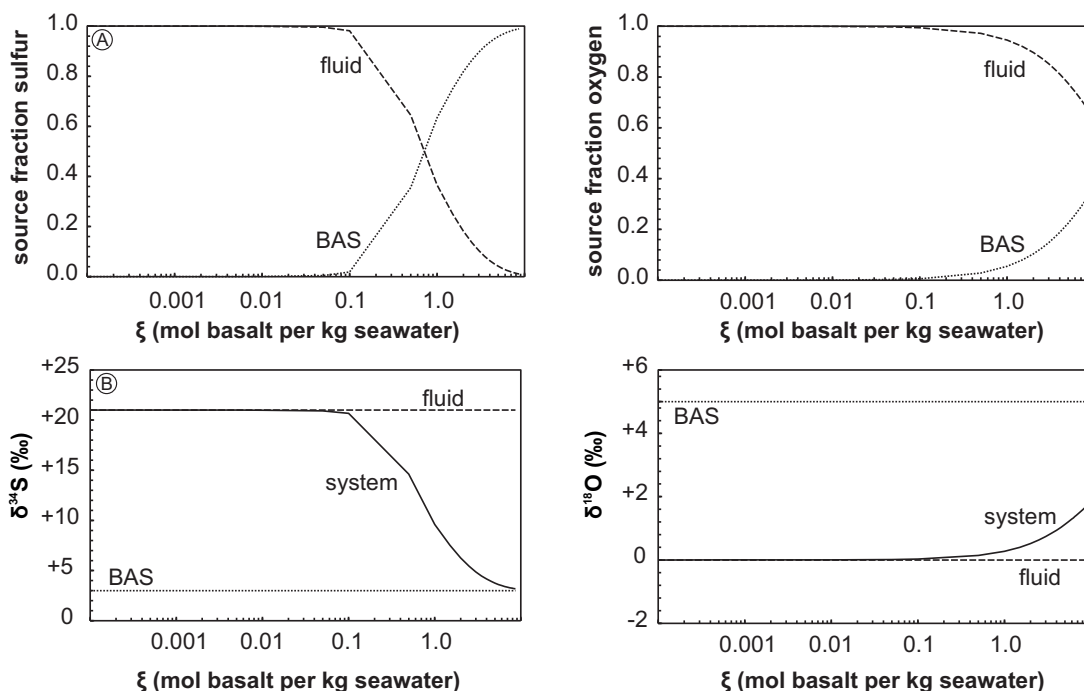 A
source fraction sulfur
1.0
0.8
0.6
0.4
0.2
0.0
fluid
BAS
0.001 0.01 0.1 1.0
ξ (mol basalt per kg seawater)
source fraction oxygen
1.0
0.8
0.6
0.4
0.2
0.0
fluid
BAS
0.001 0.01 0.1 1.0
ξ (mol basalt per kg seawater)
B
δ³⁴S (‰)
+25
+20
+15
+10
+5
0
fluid
system
BAS
0.001 0.01 0.1 1.0
ξ (mol basalt per kg seawater)
δ¹⁸O (‰)
+6
+4
+2
0
-2
BAS
system
fluid
0.001 0.01 0.1 1.0
ξ (mol basalt per kg seawater)